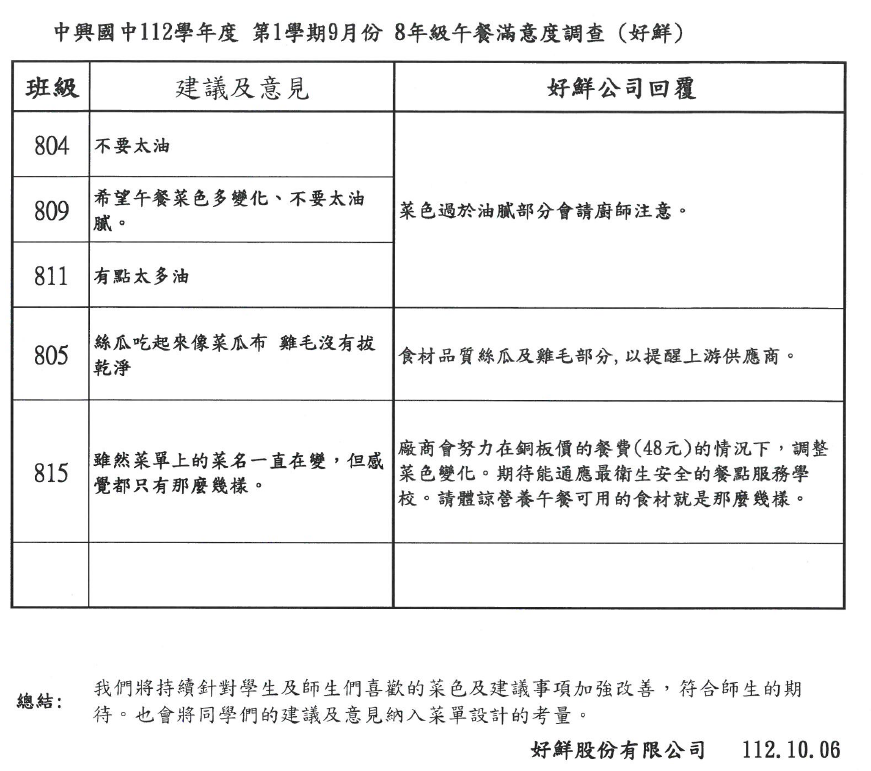 中興國中112學年度 第1學期9月份 8年級午餐滿意度調查（好鮮）
班級 建議及意見 好鮮公司回覆
804 不要太油
809 希望午餐菜色多變化、不要太油
膩。
菜色過於油膩部分會請廚師注意。
811 有點太多油
805 絲瓜吃起來像菜瓜布 雞毛沒有拔
乾淨
食材品質絲瓜及雞毛部分,以提醒上游供應商。
815 雖然菜單上的菜名一直在變，但感
覺都只有那麼幾樣。
廠商會努力在銅板價的餐費(48元)的情況下，調整
菜色變化。期待能適應最衛生安全的餐點服務學
校。請體諒營養午餐可用的食材就是那麼幾樣。
總結: 我們將持續針對學生及師生們喜歡的菜色及建議事項加強改善，符合師生的期
待。也會將同學們的建議及意見納入菜單設計的考量。
好鮮股份有限公司 112.10.06